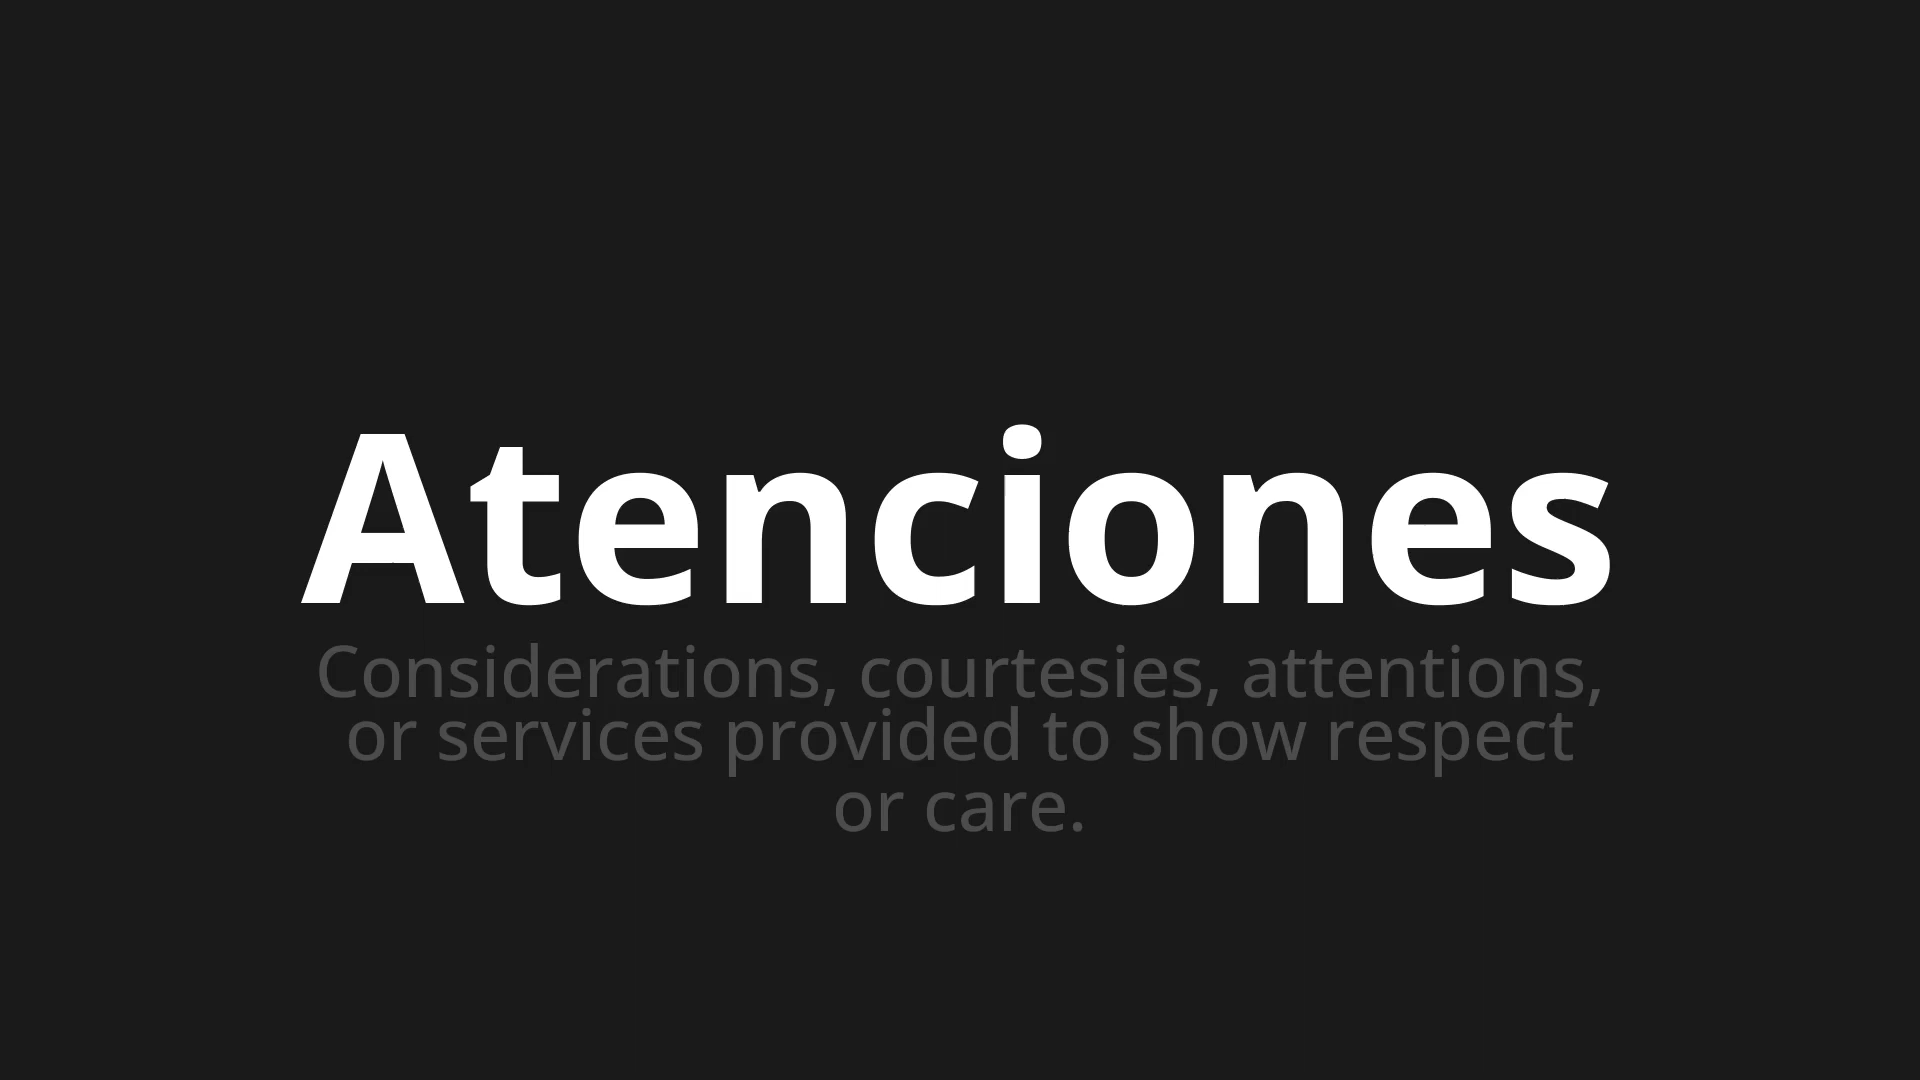 Atenciones
Considerations, courtesies, attentions,
or services provided to show respect
or care.